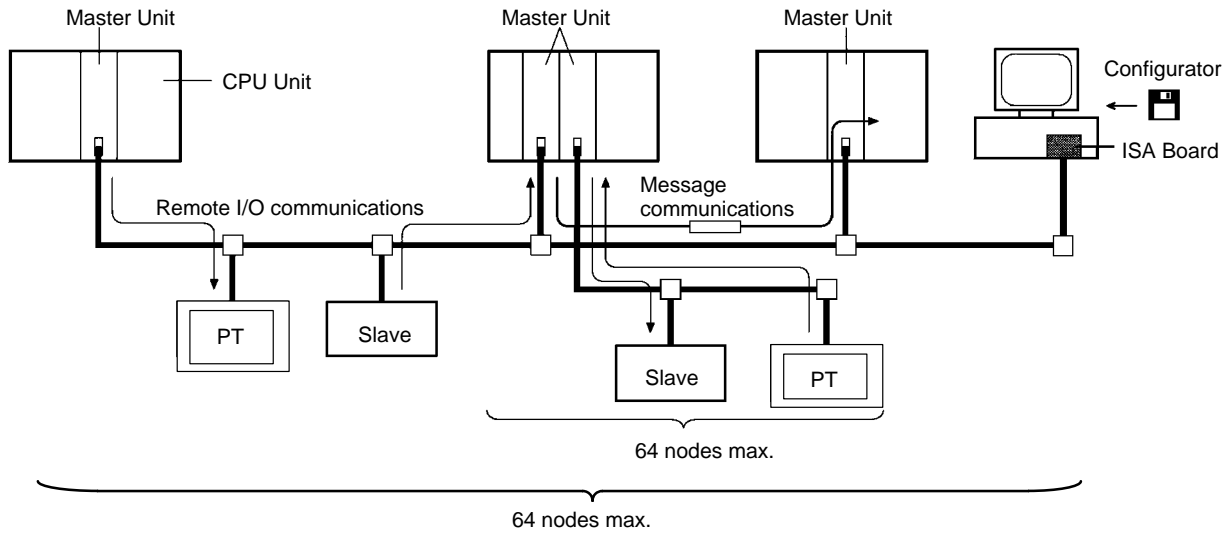 Master Unit
Master Unit
Master Unit
CPU Unit
Configurator
ISA Board
Remote I/O communications
Message
communications
PT
Slave
Slave
PT
64 nodes max.
64 nodes max.